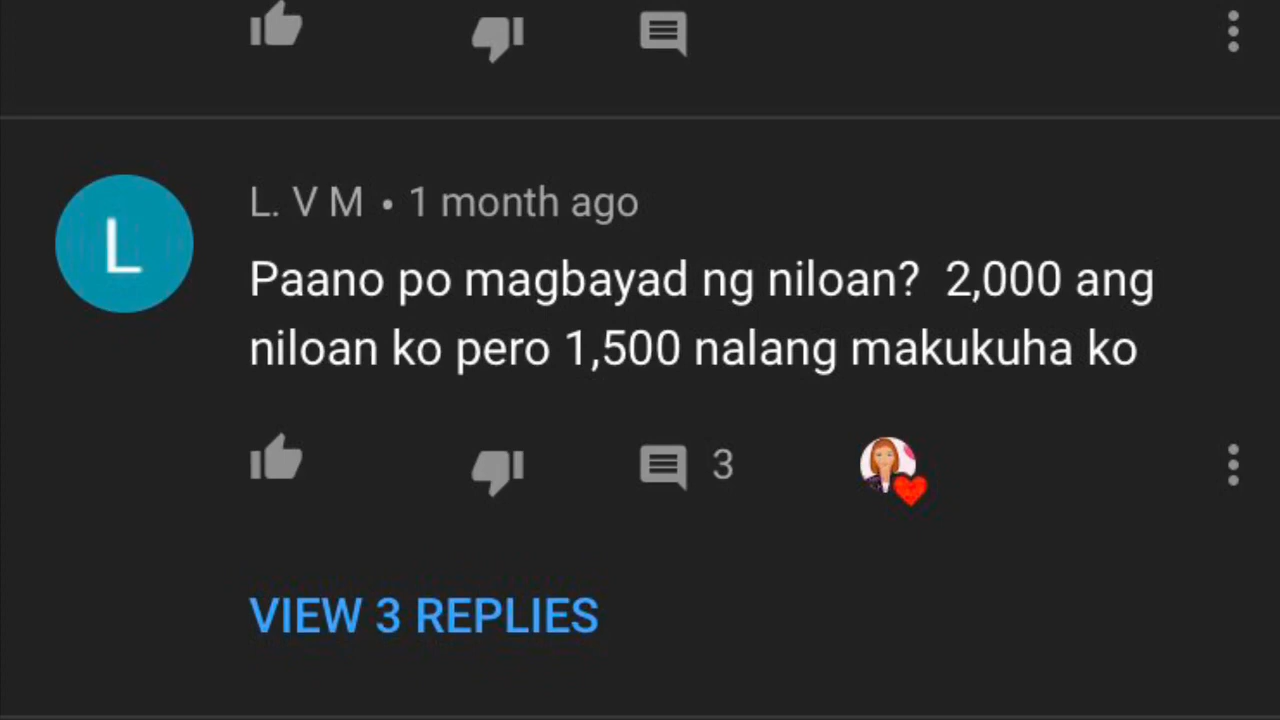 L
L. V M • 1 month ago
Paano po magbayad ng niloan? 2,000 ang
niloan ko pero 1,500 nalang makukuha ko
3
VIEW 3 REPLIES